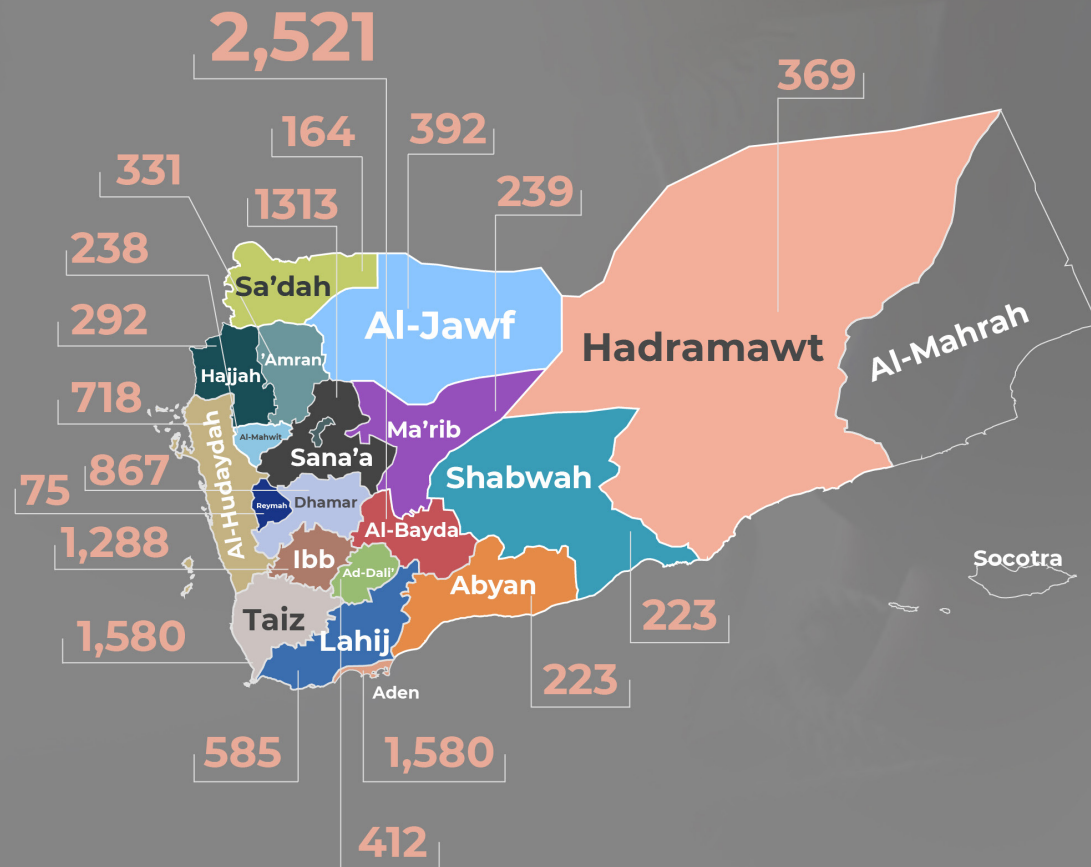 2,521
369
164
392
331
1313
239
238
292
718
867
75
1,288
1,580
585
412
1,580
223
223
Sa’dah
Al-Jawf
Hadramawt
Al-Mahrah
’Amran
Hajjah
Ma’rib
Al-Mahwit
Sana’a
Shabwah
Al-Hudaydah
Reymah
Dhamar
Al-Bayda
Ibb
Ad-Dali’
Abyan
Socotra
Taiz
Lahij
Aden